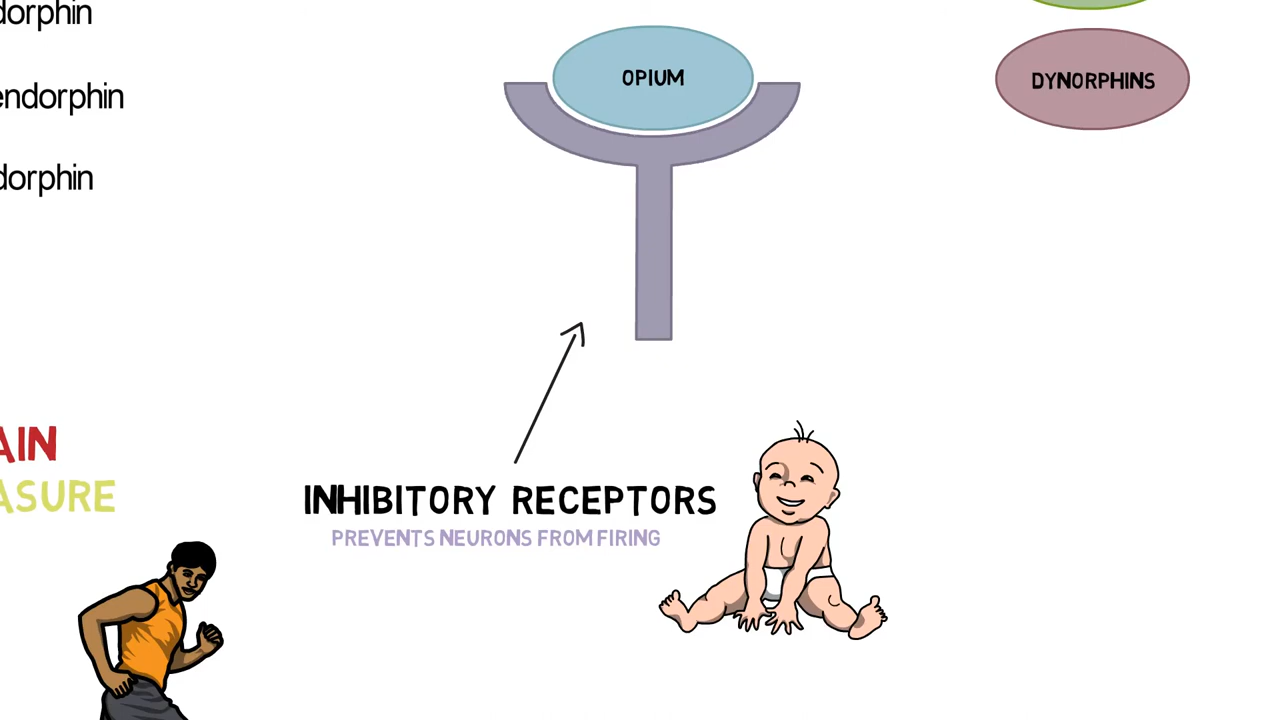 dorphin
OPIUM
DYNORPHINS
endorphin
dorphin
AIN
ASURE
INHIBITORY RECEPTORS
PREVENTS NEURONS FROM FIRING